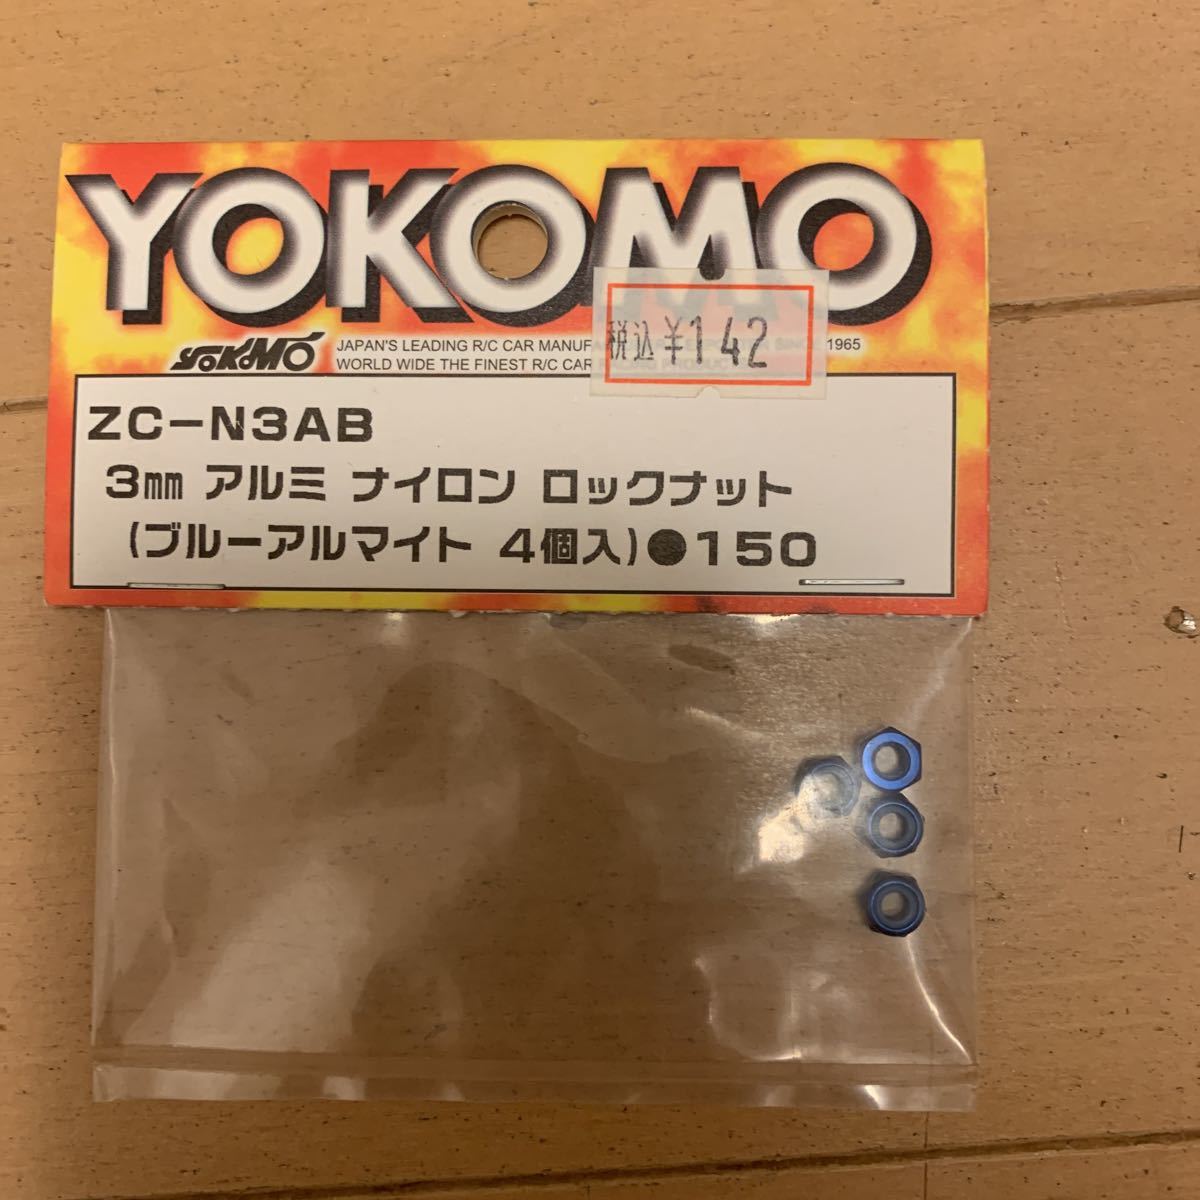 YOKOMO
税込¥142
YOKOMO
JAPAN'S LEADING R/C CAR SINCE 1965
WORLD WIDE THE FINEST R/C CAR
ZC-N3AB
3mm アルミ ナイロン ロックナット
(ブルーアルマイト 4個入)●150